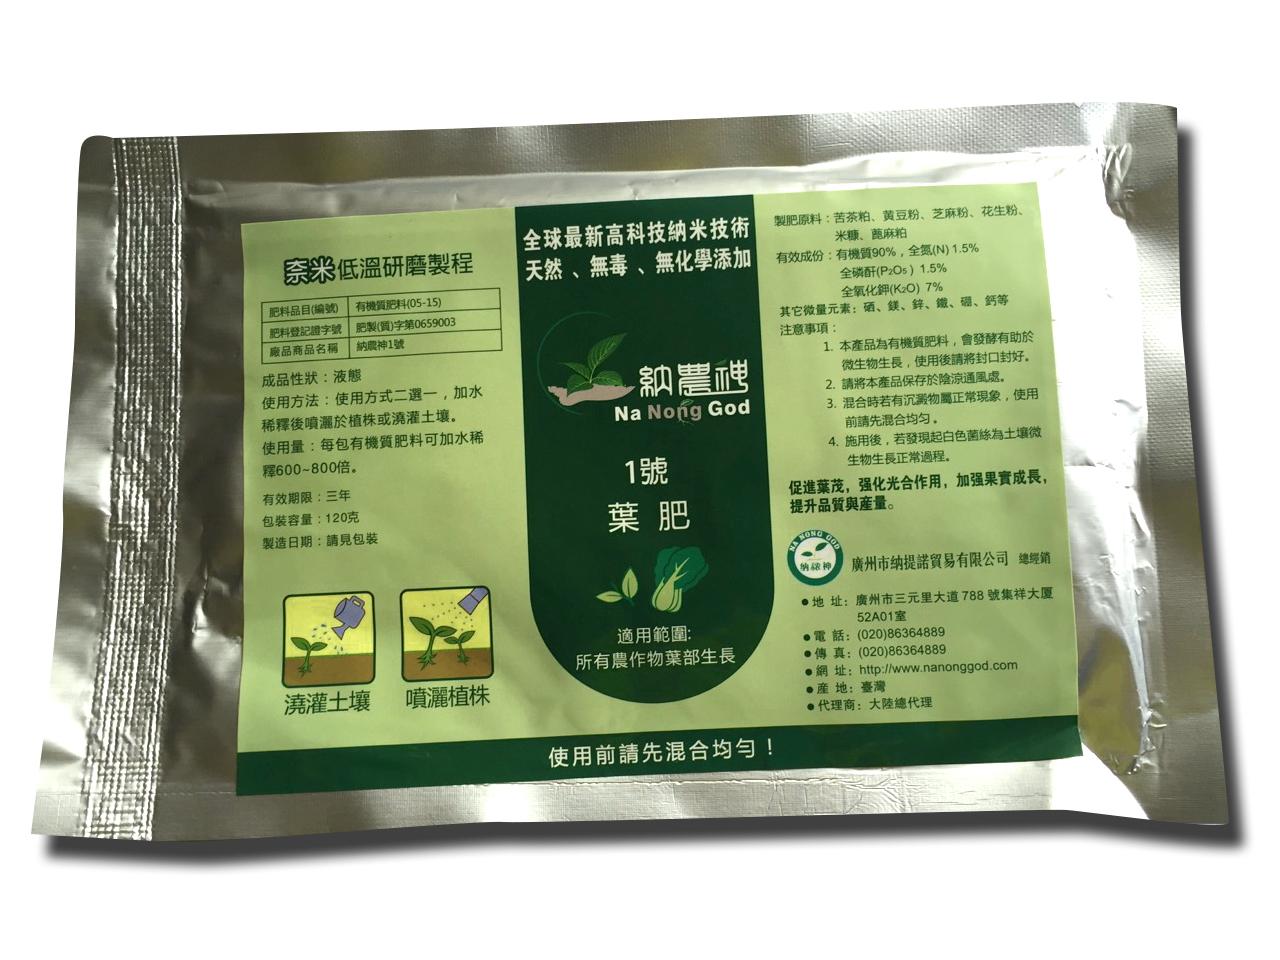 奈米低溫研磨製程
肥料品目(編號) 有機質肥料(05-15)
肥料登記證字號 肥製(質)字第0659003
廠品商品名稱 納農神1號
成品性狀：液態
使用方法：使用方式二選一，加水
稀釋後噴灑於植株或澆灌土壤。
使用量：每包有機質肥料可加水稀
釋600~800倍。
有效期限：三年
包裝容量：120克
製造日期：請見包裝
澆灌土壤 噴灑植株
全球最新高科技納米技術
天然、無毒、無化學添加
納農神
Na Nong God
1號
葉肥
適用範圍:
所有農作物葉部生長
製肥原料：苦茶粕、黄豆粉、芝麻粉、花生粉、
米糠、蓖麻粕
有效成份：有機質90%，全氮(N) 1.5%
全磷酐(P₂O₅) 1.5%
全氧化鉀(K₂O) 7%
其它微量元素：硒、鎂、鋅、鐵、硼、鈣等
注意事項：
1. 本產品為有機質肥料，會發酵有助於
微生物生長，使用後請將封口封好。
2. 請將本產品保存於陰涼通風處。
3. 混合時若有沉澱物屬正常現象，使用
前請先混合均勻。
4. 施用後，若發現起白色菌絲為土壤微
生物生長正常過程。
促進葉茂，强化光合作用，加强果實成長，
提升品質與産量。
NA NONG GOD
纳秾神
廣州市納提諾貿易有限公司 總經銷
●地 址：廣州市三元里大道788號集祥大厦
52A01室
●電 話：(020)86364889
●傳 真：(020)86364889
●網 址：http://www.nanonggod.com
●産 地：臺灣
●代理商：大陸總代理
使用前請先混合均勻！